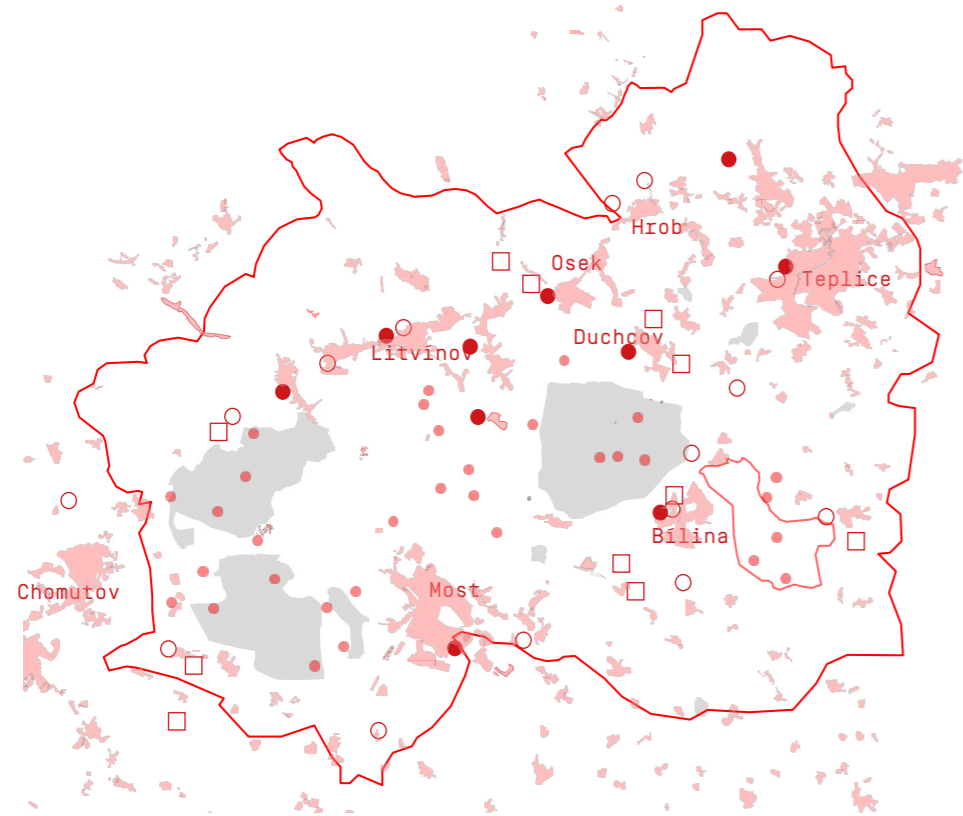 Hrob
Osek
Teplice
Duchcov
Litvínov
Bílina
Most
Chomutov